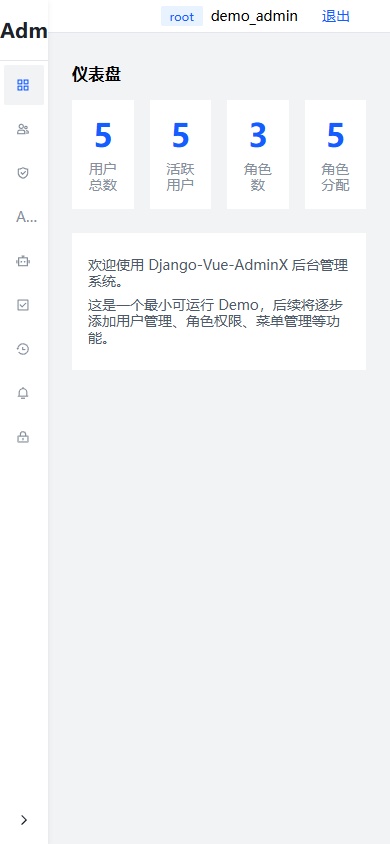 Adm
root demo_admin 退出
仪表盘
5 5 3 5
用户 活跃 角色 角色
总数 用户 数 分配
A...
欢迎使用 Django-Vue-AdminX 后台管理
系统。
这是一个最小可运行 Demo，后续将逐步
添加用户管理、角色权限、菜单管理等功
能。